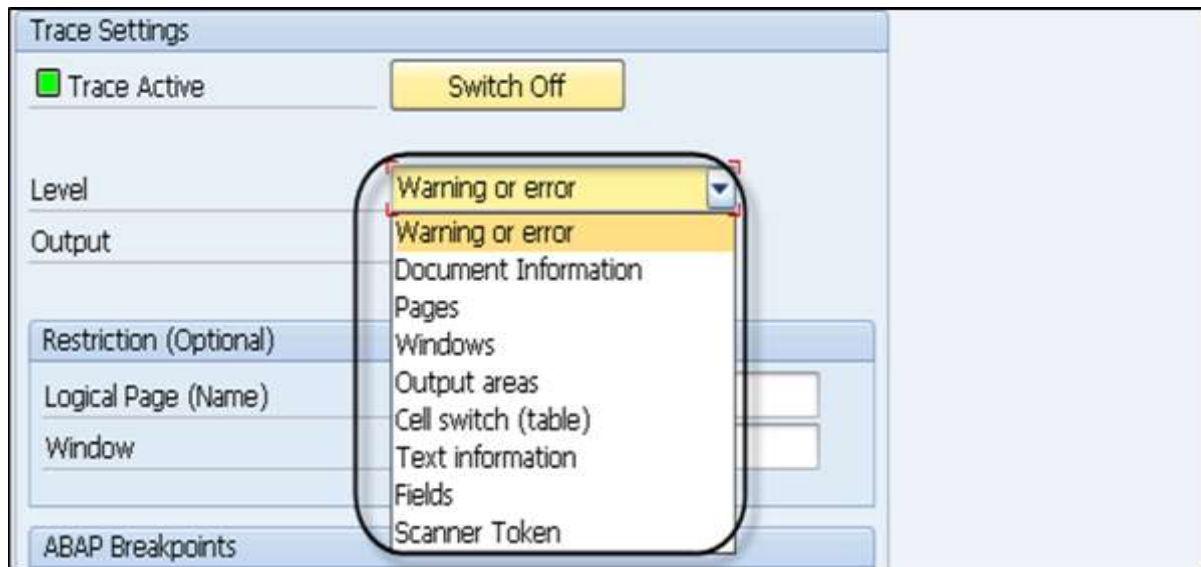 Trace Settings
Trace Active
Switch Off
Level
Warning or error
Output
Warning or error
Document Information
Pages
Windows
Output areas
Cell switch (table)
Text information
Fields
Scanner Token
Restriction (Optional)
Logical Page (Name)
Window
ABAP Breakpoints